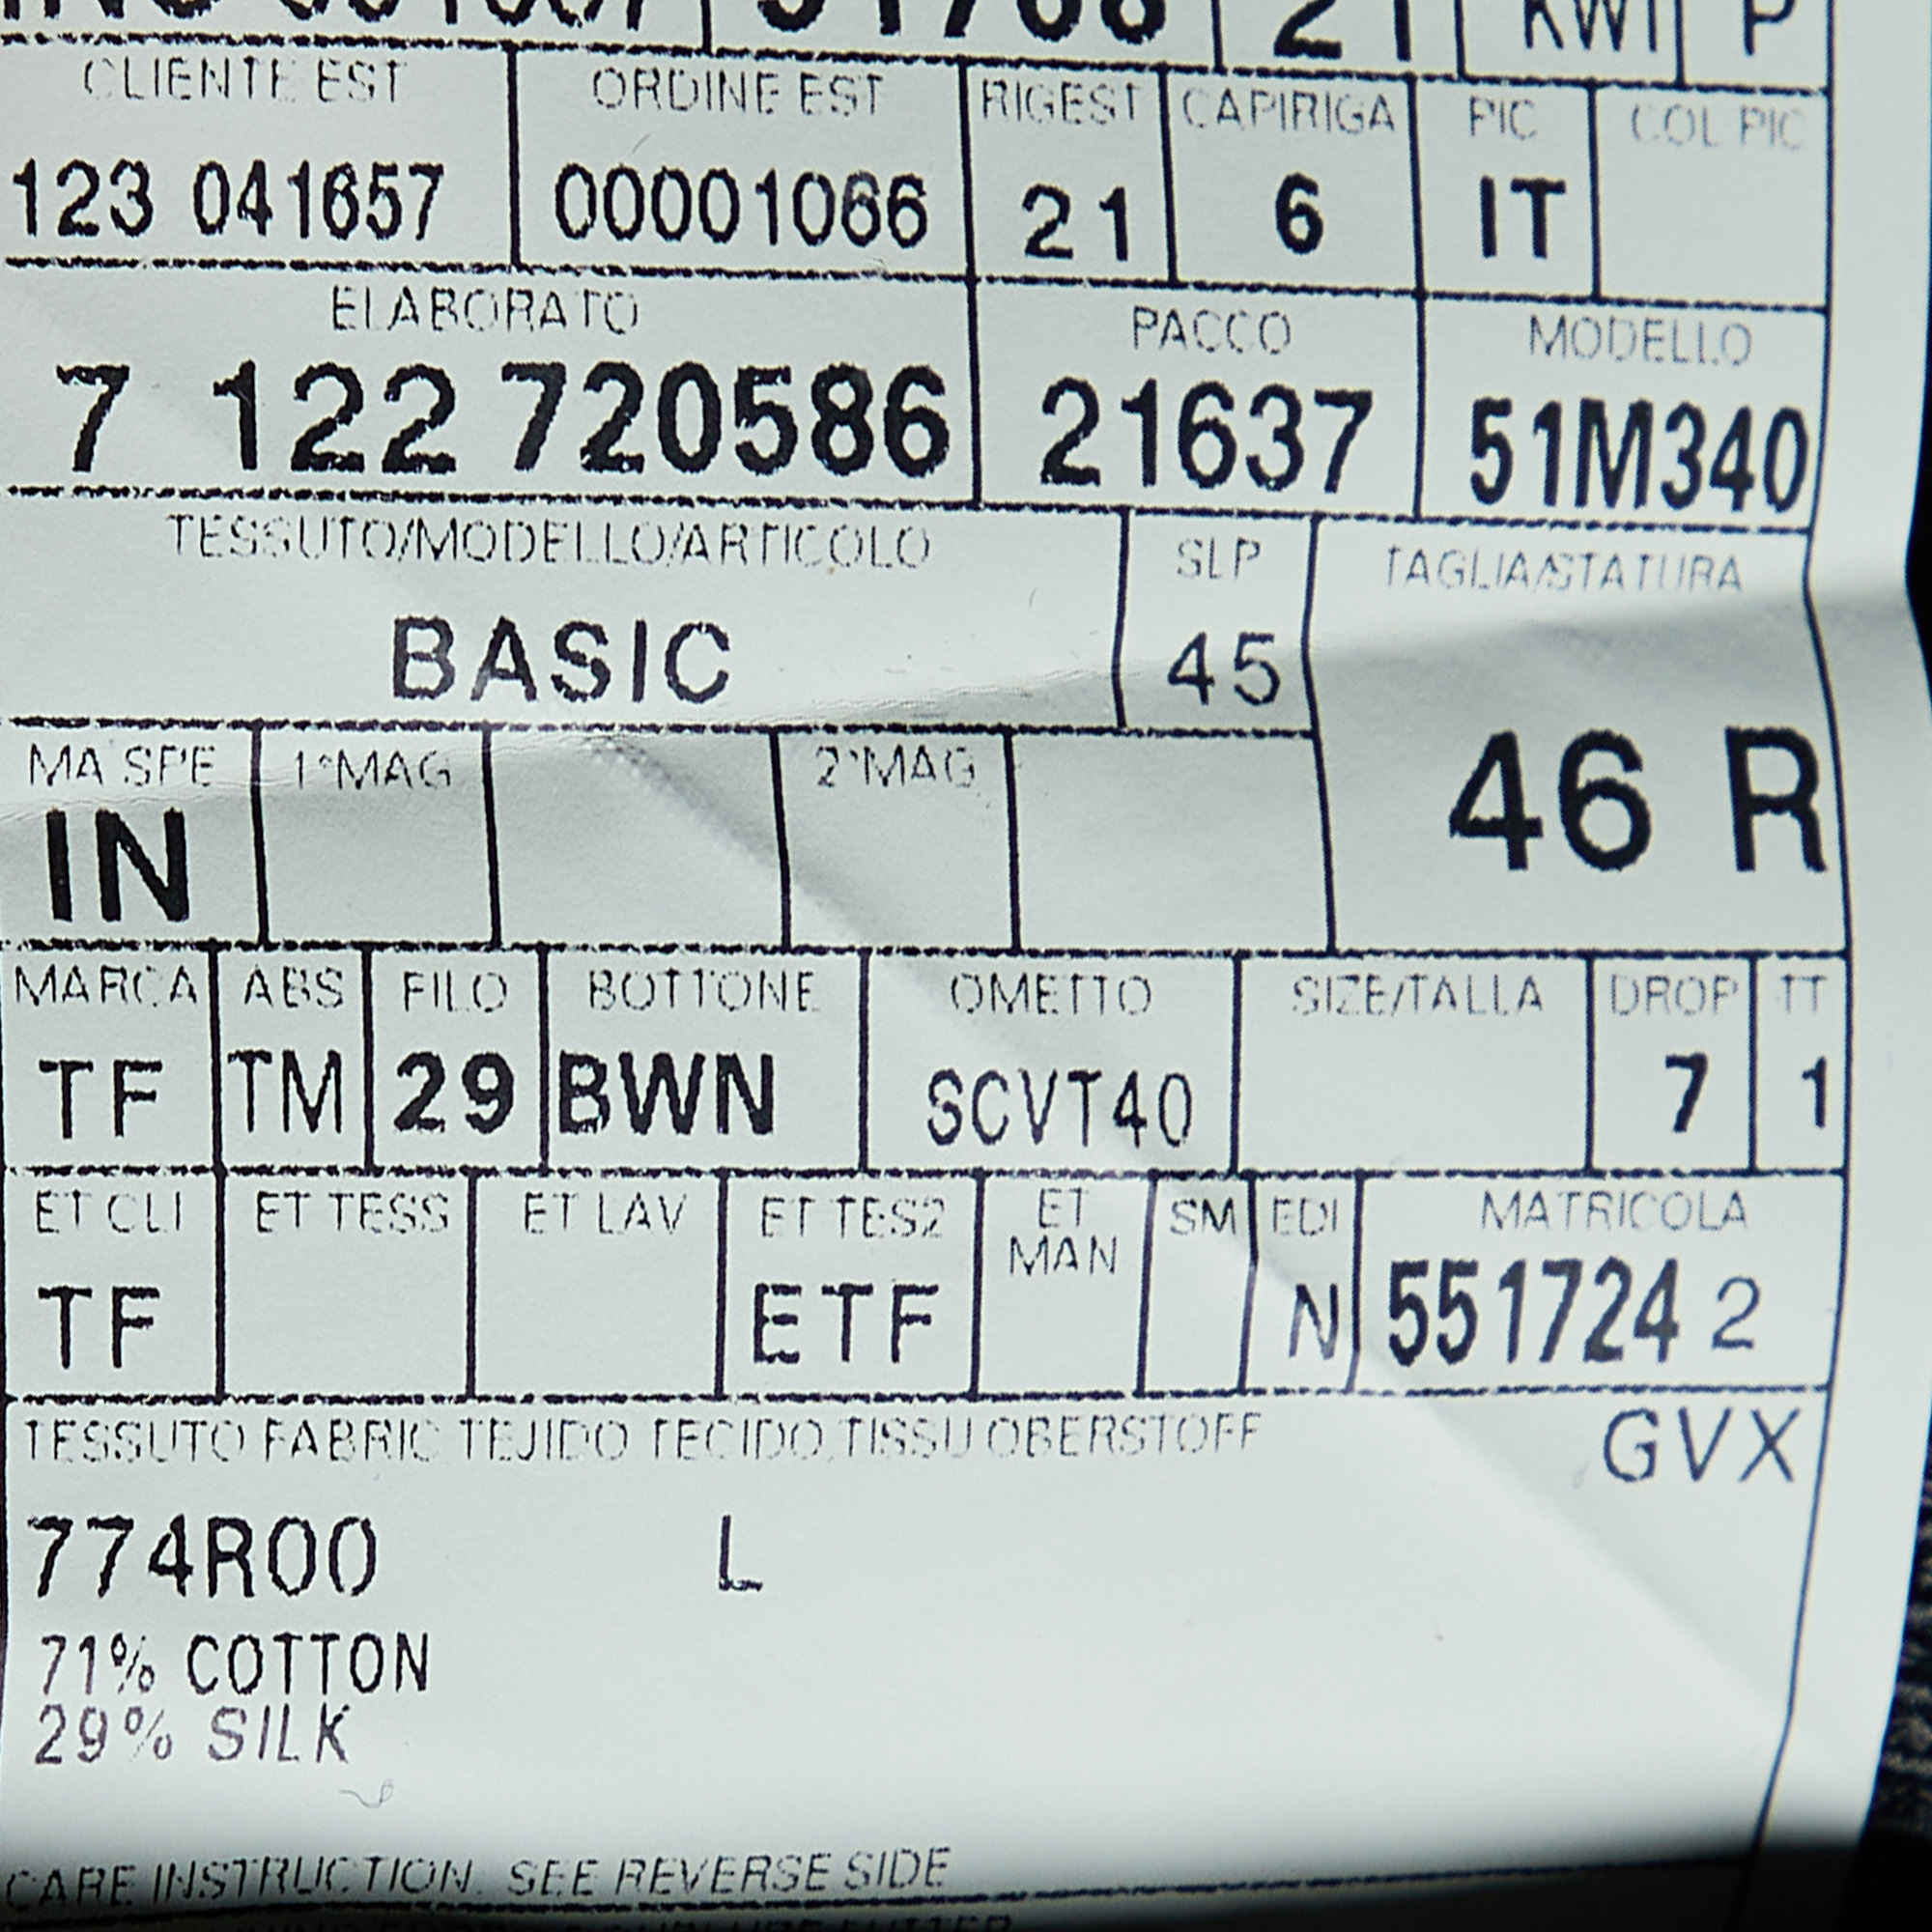 21 KWI P
CLIENTE EST ORDINE EST RIGEST CAPIRIGA PIC COL PIC
123 041657 00001066 21 6 IT
ELABORATO PACCO MODELLO
7 122 720586 21637 51M340
TESSUTO/MODELLO/ARTICOLO SLP TAGLIA/STATURA
BASIC 45
46 R
MA SPE 1°MAG 2°MAG
IN
MARCA ABS FILO BOTTONE OMETTO SIZE/TALLA DROP TT
TF TM 29 BWN SCVT40 7 1
ET CLI ET TESS ET LAV ET TES2 ET MAN SM EDI MATRICOLA
TF ETF N 551724 2
TESSUTO FABRIC TEJIDO TECIDO TISSU OBERSTOFF GVX
774R00 L
71% COTTON
29% SILK
CARE INSTRUCTION. SEE REVERSE SIDE